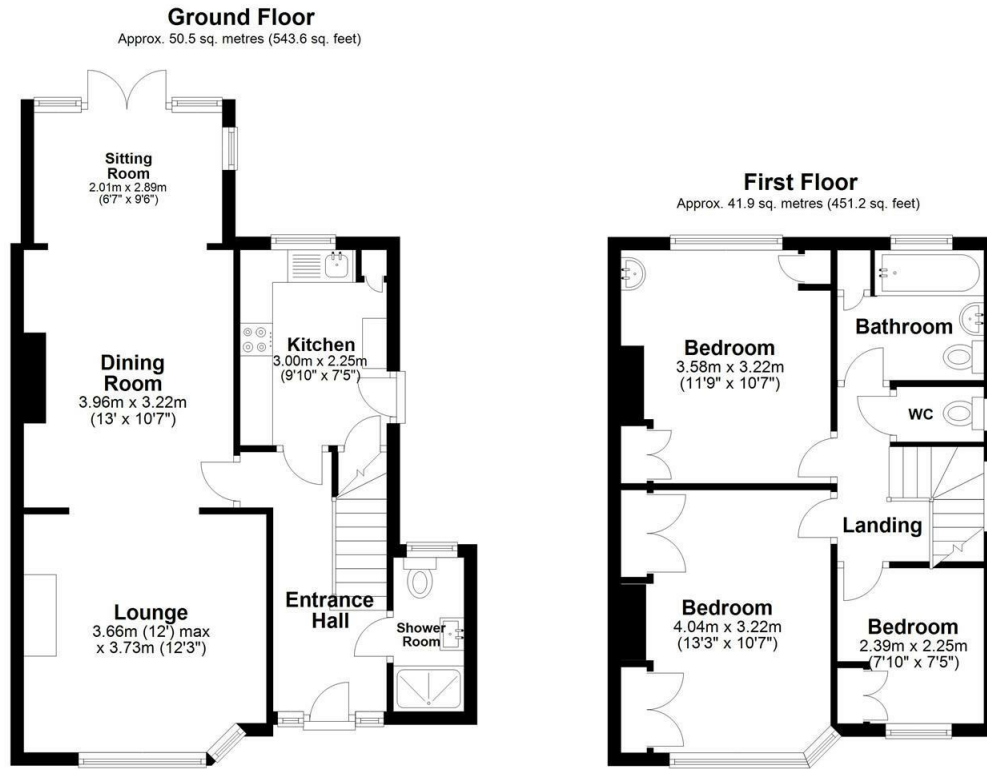 Ground Floor
Approx. 50.5 sq. metres (543.6 sq. feet)
Sitting
Room
2.01m x 2.89m
(6'7" x 9'6")
Kitchen
3.00m x 2.25m
(9'10" x 7'5")
Dining
Room
3.96m x 3.22m
(13' x 10'7")
Lounge
3.66m (12') max
x 3.73m (12'3")
Entrance
Hall
Shower
Room
First Floor
Approx. 41.9 sq. metres (451.2 sq. feet)
Bedroom
3.58m x 3.22m
(11'9" x 10'7")
Bathroom
WC
Landing
Bedroom
4.04m x 3.22m
(13'3" x 10'7")
Bedroom
2.39m x 2.25m
(7'10" x 7'5")